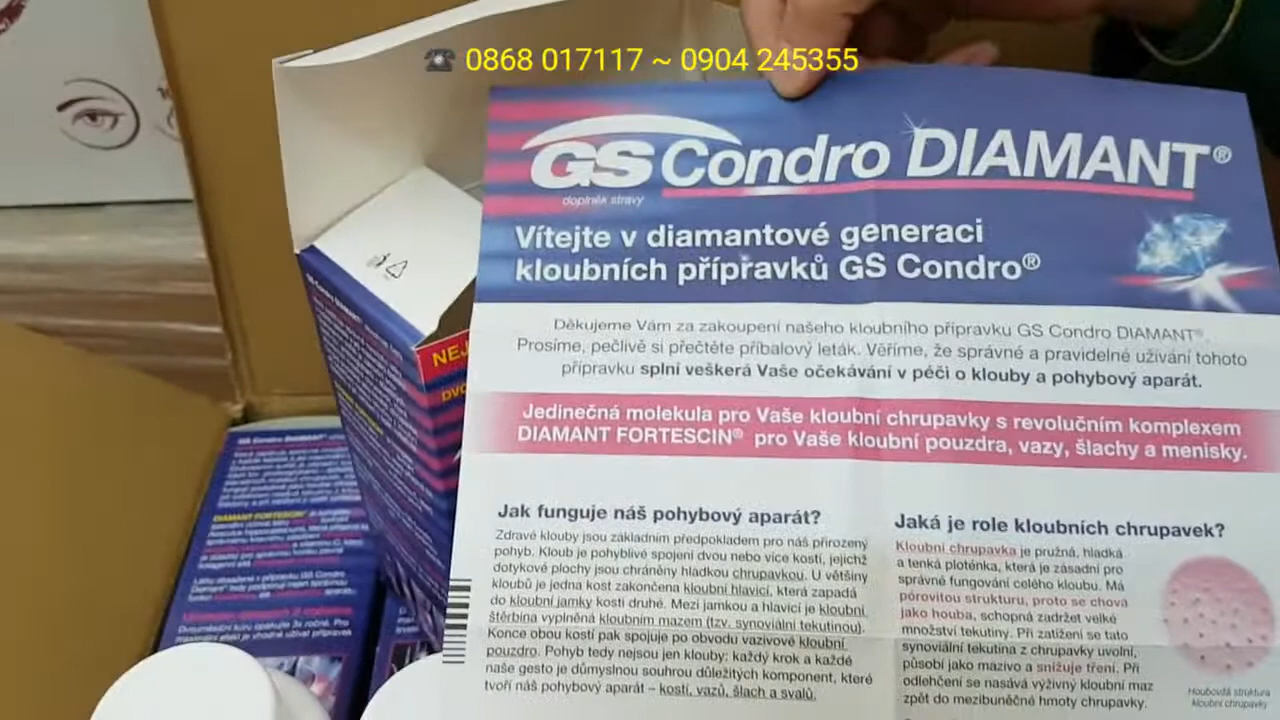 ☎ 0868 017117 ~ 0904 245355
GS Condro DIAMANT®
doplněk stravy
Vítejte v diamantové generaci
kloubních přípravků GS Condro®
Děkujeme Vám za zakoupení našeho kloubního přípravku GS Condro DIAMANT®.
Prosíme, pečlivě si přečtěte příbalový leták. Věříme, že správné a pravidelné užívání tohoto
přípravku splní veškerá Vaše očekávání v péči o klouby a pohybový aparát.
Jedinečná molekula pro Vaše kloubní chrupavky s revolučním komplexem
DIAMANT FORTESCIN® pro Vaše kloubní pouzdra, vazy, šlachy a menisky.
Jak funguje náš pohybový aparát?
Zdravé klouby jsou základním předpokladem pro náš přirozený
pohyb. Kloub je pohyblivé spojení dvou nebo více kostí, jejichž
dotykové plochy jsou chráněny hladkou chrupavkou. U většiny
kloubů je jedna kost zakončena kloubní hlavicí, která zapadá
do kloubní jamky kosti druhé. Mezi jamkou a hlavicí je kloubní
štěrbina vyplněná kloubním mazem (tzv. synoviální tekutinou).
Konce obou kostí pak spojuje po obvodu vazivové kloubní
pouzdro. Pohyb tedy nejsou jen klouby: každý krok a každé
naše gesto je důmyslnou souhrou důležitých komponent, které
tvoří náš pohybový aparát – kostí, vazů, šlach a svalů.
Jaká je role kloubních chrupavek?
Kloubní chrupavka je pružná, hladká
a tenká ploténka, která je zásadní pro
správné fungování celého kloubu. Má
pórovitou strukturu, proto se chová
jako houba, schopná zadržet velké
množství tekutiny. Při zatížení se tato
synoviální tekutina z chrupavky uvolní,
působí jako mazivo a snižuje tření. Při
odlehčení se nasává výživný kloubní maz
zpět do mezibuněčné hmoty chrupavky.
Houbovitá struktura
kloubní chrupavky
NEJ
DVO
GS Condro DIAMANT®
DIAMANT FORTESCIN®